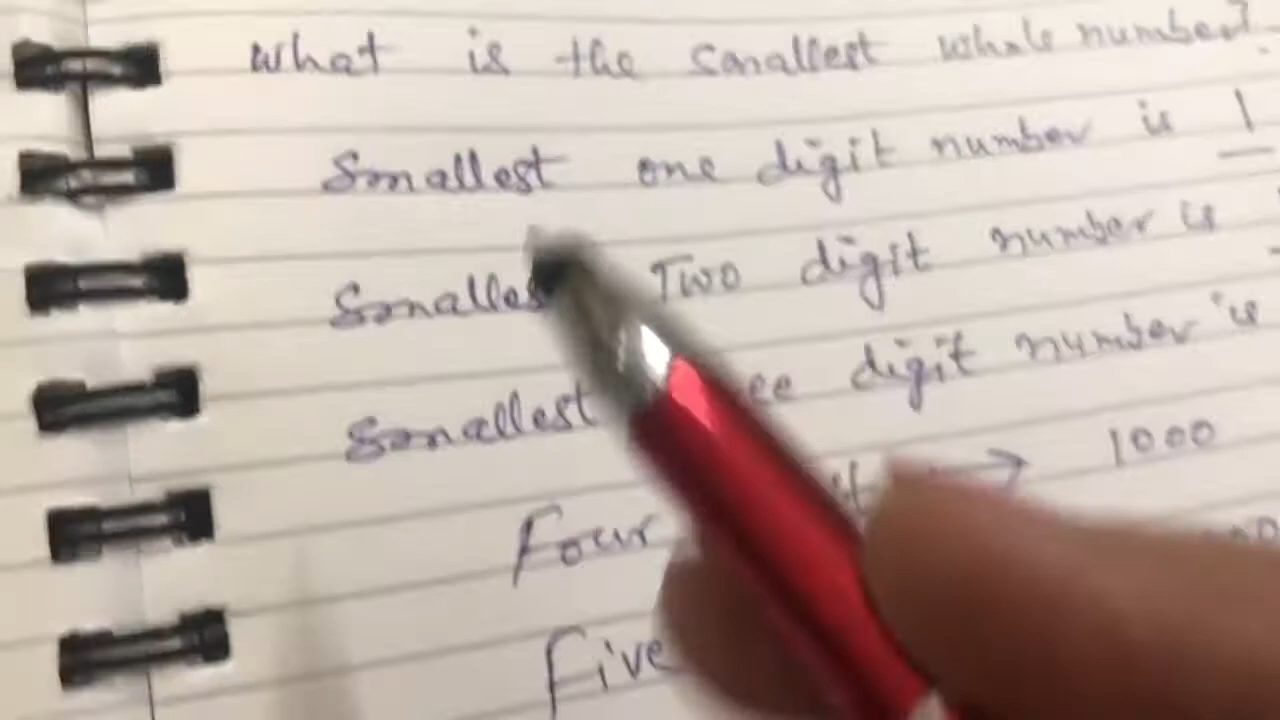 What is the smallest whole number?
Smallest one digit number is 1
Smallest Two digit number is
Smallest digit number is
Four 1000
Five